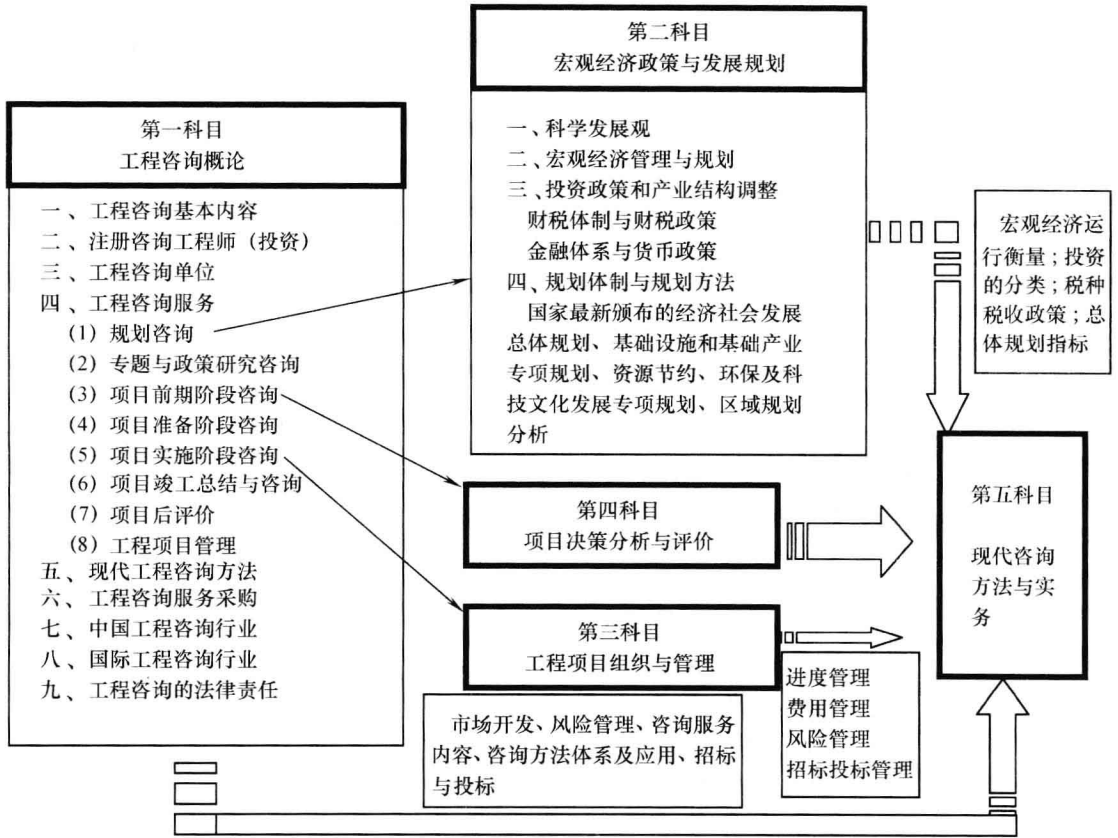 第一科目
工程咨询概论
一、工程咨询基本内容
二、注册咨询工程师（投资）
三、工程咨询单位
四、工程咨询服务
(1) 规划咨询
(2) 专题与政策研究咨询
(3) 项目前期阶段咨询
(4) 项目准备阶段咨询
(5) 项目实施阶段咨询
(6) 项目竣工总结与咨询
(7) 项目后评价
(8) 工程项目管理
五、现代工程咨询方法
六、工程咨询服务采购
七、中国工程咨询行业
八、国际工程咨询行业
九、工程咨询的法律责任
第二科目
宏观经济政策与发展规划
一、科学发展观
二、宏观经济管理与规划
三、投资政策和产业结构调整
财税体制与财税政策
金融体系与货币政策
四、规划体制与规划方法
国家最新颁布的经济社会发展
总体规划、基础设施和基础产业
专项规划、资源节约、环保及科
技文化发展专项规划、区域规划
分析
第四科目
项目决策分析与评价
第三科目
工程项目组织与管理
市场开发、风险管理、咨询服务
内容、咨询方法体系及应用、招标
与投标
进度管理
费用管理
风险管理
招标投标管理
宏观经济运
行衡量；投资
的分类；税种
税收政策；总
体规划指标
第五科目
现代咨询
方法与实
务